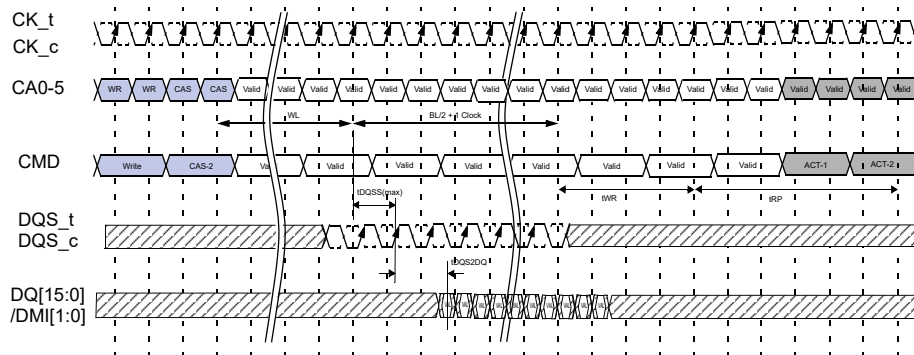 CK_t
CK_c
CA0-5 WR WR CAS CAS Valid Valid Valid Valid Valid Valid Valid Valid Valid Valid Valid Valid Valid Valid Valid Valid Valid Valid Valid
WL BL/2 + 1 Clock
CMD Write CAS-2 Valid Valid Valid Valid Valid Valid Valid ACT-1 ACT-2
tDQSS(max) tWR tRP
DQS_t
DQS_c
tDQS2DQ
DQ[15:0]
/DMI[1:0]